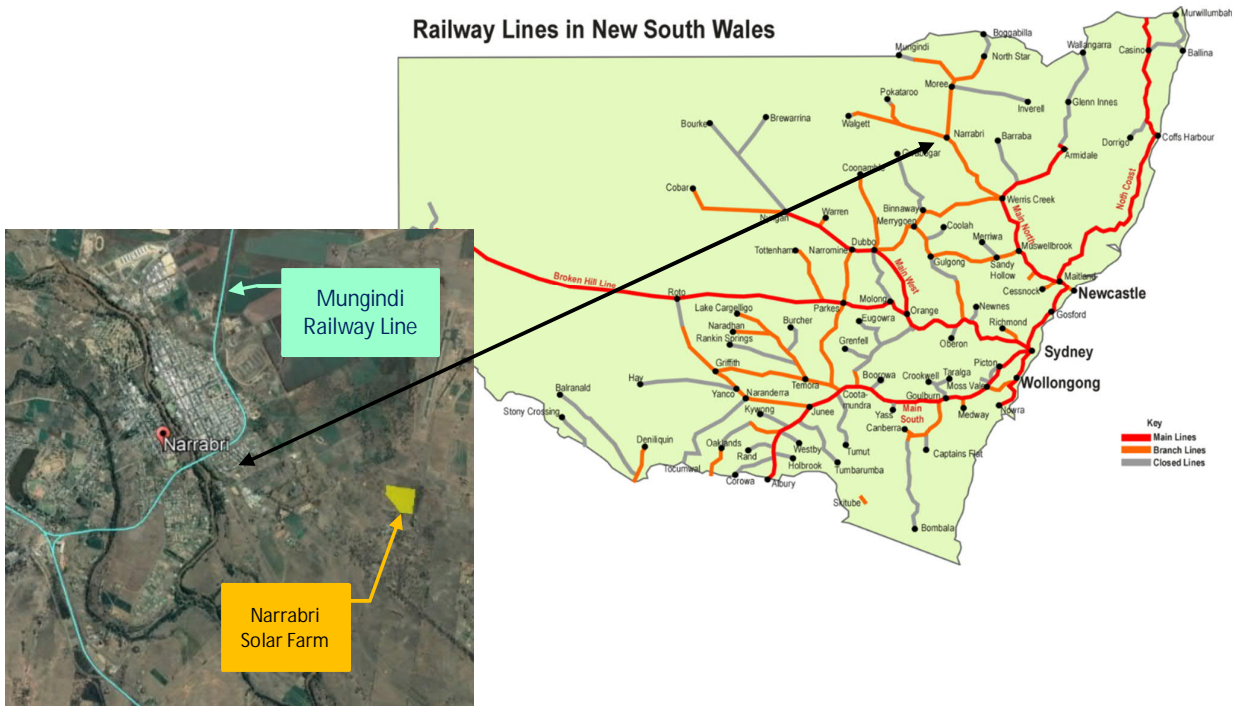 Railway Lines in New South Wales
Murwillumbah
Boggabilla
Mungindi
North Star
Wallangarra
Casino
Ballina
Moree
Pokataroo
Inverell
Glenn Innes
Walgett
Brewarrina
Bourke
Narrabri
Barraba
Dorrigo
Coffs Harbour
Armidale
Coonamble
Cobar
Werris Creek
Noth Coast
Binnaway
Warren
Nyngan
Merrygoen
Coolah
Main North
Merriwa
Muswellbrook
Dubbo
Tottenham
Narromine
Gulgong
Sandy
Hollow
Main West
Maitland
Broken Hill Line
Cessnock
Newcastle
Roto
Molong
Newnes
Lake Cargelligo
Parkes
Orange
Gosford
Burcher
Eugowra
Richmond
Naradhan
Rankin Springs
Grenfell
Oberon
Sydney
Picton
Griffith
Boorowa
Crookwell
Taralga
Moss Vale
Wollongong
Hay
Temora
Goulburn
Balranald
Yanco
Naranderra
Coota-
mundra
Stony Crossing
Kywong
Junee
Yass
Main
South
Medway
Nowra
Canberra
Deniliquin
Oaklands
Westby
Rand
Tumut
Captains Flat
Holbrook
Tocumwal
Tumbarumba
Corowa
Albury
Skitube
Bombala
Key
Main Lines
Branch Lines
Closed Lines
Mungindi
Railway Line
Narrabri
Narrabri
Solar Farm